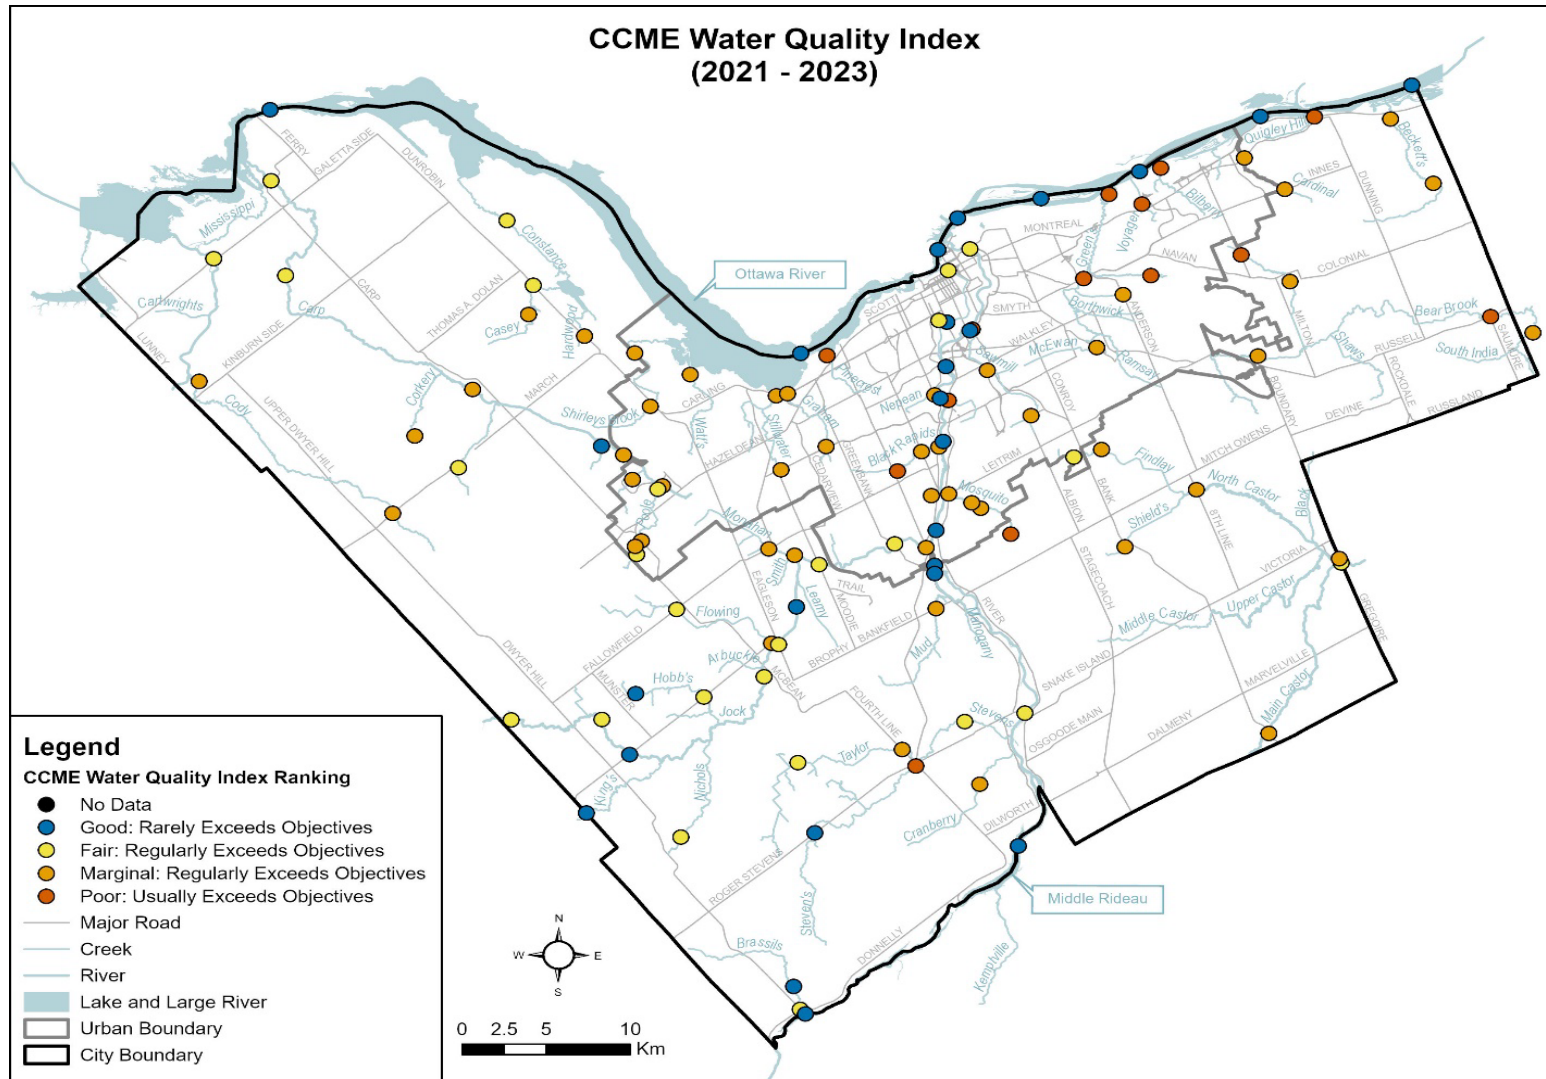 CCME Water Quality Index
(2021 - 2023)
FERRY
GALETTA SIDE
DUNROBIN
Mississippi
Constance
CARP
THOMAS A. DOLAN
Cartwrights
Carp
Casey
Hardwood
LUNNEY
KINBURN SIDE
MARCH
Corkery
Cody
UPPER DWYER HILL
Shirleys Brook
Ottawa River
Quigley Hill
Beckett's
INNES
Cardinal
DUNNING
Bilberry
MONTREAL
Green's
Voyager
NAVAN
COLONIAL
SCOTT
SMYTH
Borthwick
ANDERSON
MILTON
Bear Brook
WALKLEY
McEwan
Ramsay
Shaws
RUSSELL
SAUMURE
South India
Sawmill
Pinecrest
CARLING
Watt's
Graham
Nepean
CONROY
BOUNDARY
ROCKDALE
DEVINE
RUSSLAND
Stillwater
HAZELDEAN
Black Rapids
GREENBANK
CEDARVIEW
LEITRIM
MITCH OWENS
Findlay
North Castor
Black
Mosquito
ALBION
BANK
Shield's
8TH LINE
Poole
Monahan
Smith
EAGLESON
Leamy
TRAIL
MOODIE
BANKFIELD
RIVER
STAGECOACH
VICTORIA
Upper Castor
Middle Castor
GREGOIRE
Flowing
FALLOWFIELD
Arbuckle
BROPHY
Mud
Mahogany
DWYER HILL
MUNSTER
Hobb's
MCBEAN
Jock
FOURTH LINE
SNAKE ISLAND
MARVELVILLE
Main Castor
Stevens
OSGOODE MAIN
DALMENY
Taylor
King's
Nichols
Cranberry
DILWORTH
ROGER STEVENS
Steven's
Middle Rideau
Brassils
DONNELLY
Kemptville
Legend
CCME Water Quality Index Ranking
No Data
Good: Rarely Exceeds Objectives
Fair: Regularly Exceeds Objectives
Marginal: Regularly Exceeds Objectives
Poor: Usually Exceeds Objectives
Major Road
Creek
River
Lake and Large River
Urban Boundary
City Boundary
N
W E
S
0 2.5 5 10
Km